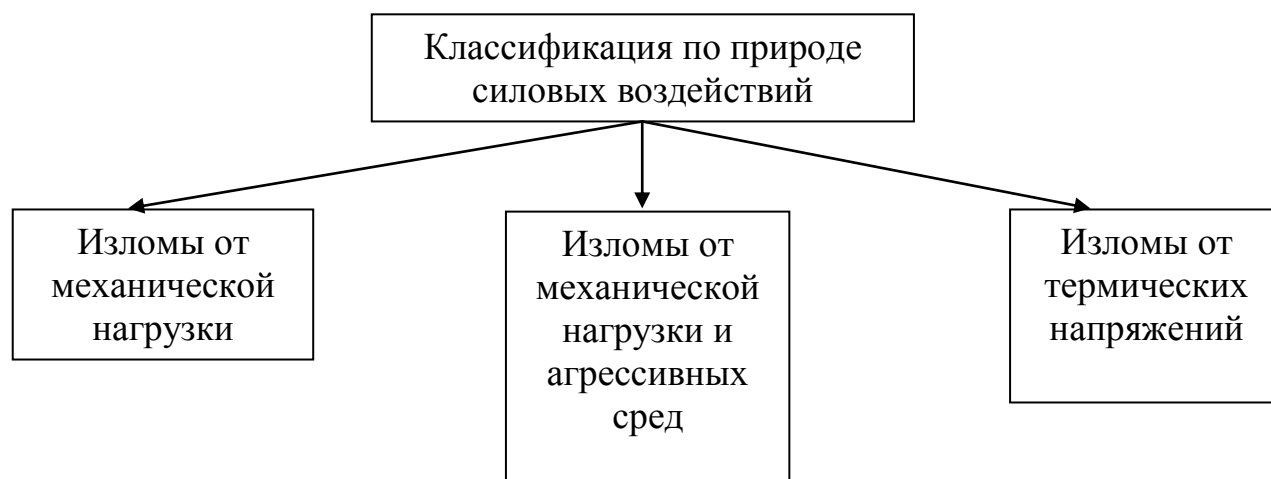 Классификация по природе
силовых воздействий
Изломы от
механической
нагрузки
Изломы от
механической
нагрузки и
агрессивных
сред
Изломы от
термических
напряжений